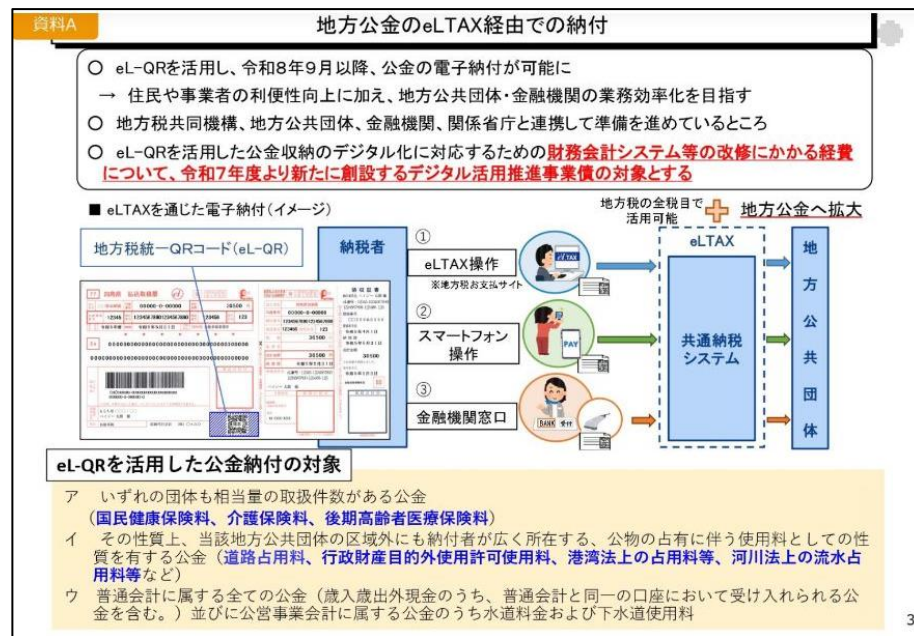 資料A
地方公金のeLTAX経由での納付
○ eL-QRを活用し、令和8年9月以降、公金の電子納付が可能に
→ 住民や事業者の利便性向上に加え、地方公共団体・金融機関の業務効率化を目指す
○ 地方税共同機構、地方公共団体、金融機関、関係省庁と連携して準備を進めているところ
○ eL-QRを活用した公金収納のデジタル化に対応するための財務会計システム等の改修にかかる経費
について、令和7年度より新たに創設するデジタル活用推進事業債の対象とする
■ eLTAXを通じた電子納付(イメージ)
地方税の全税目で
活用可能
地方公金へ拡大
地方税統一QRコード(eL-QR)
納税者
①
eLTAX操作
※地方税お支払サイト
②
スマートフォン
操作
PAY
③
金融機関窓口
BANK 受付
eLTAX
共通納税
システム
地方公共団体
領収証書
00000-0-00000
30500
12345
123456
123
30500
30500
eL-QRを活用した公金納付の対象
ア いずれの団体も相当量の取扱件数がある公金
(国民健康保険料、介護保険料、後期高齢者医療保険料)
イ その性質上、当該地方公共団体の区域外にも納付者が広く所在する、公物の占有に伴う使用料としての性
質を有する公金(道路占用料、行政財産目的外使用許可使用料、港湾法上の占用料等、河川法上の流水占
用料等など)
ウ 普通会計に属する全ての公金(歳入歳出外現金のうち、普通会計と同一の口座において受け入れられる公
金を含む。)並びに公営事業会計に属する公金のうち水道料金および下水道使用料
3